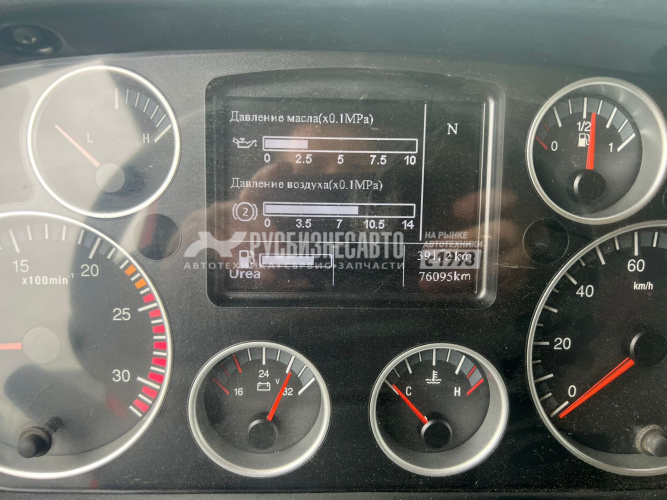 L H
15 20 25 30
x100min-1
Давление масла(x0.1MPa)
0 2.5 5 7.5 10
N
Давление воздуха(x0.1MPa)
2
0 3.5 7 10.5 14
Urea
76095km
0 1/2 1
РУСБИЗНЕСАВТО
АВТОТЕХНИКА СЕРВИС ЗАПЧАСТИ
НА РЫНКЕ
АВТОТЕХНИКИ
16 24 32
V
C H
0 20 40 60
km/h